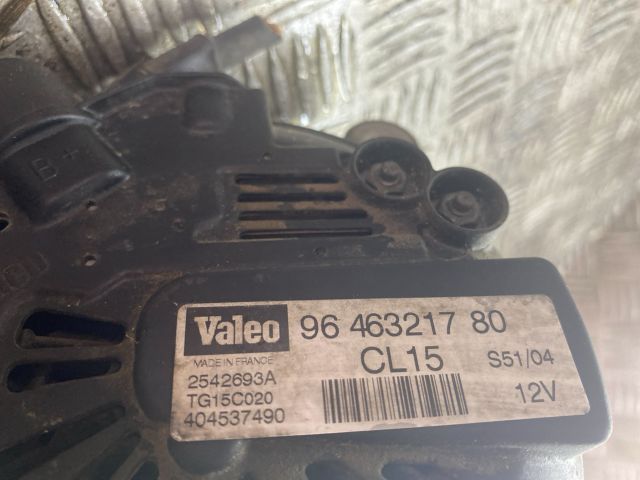 B+
Valeo 96 463217 80
MADE IN FRANCE CL15 S51/04
2542693A
TG15C020 12V
404537490